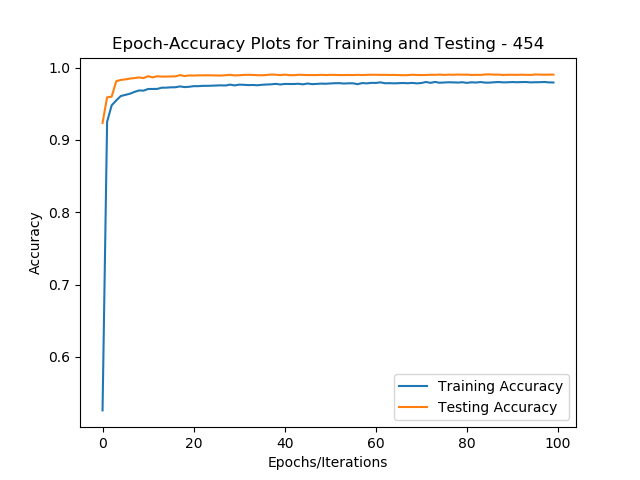 Epoch-Accuracy Plots for Training and Testing - 454
1.0
0.9
0.8
0.7
0.6
Accuracy
0
20
40
60
80
100
Epochs/Iterations
Training Accuracy
Testing Accuracy